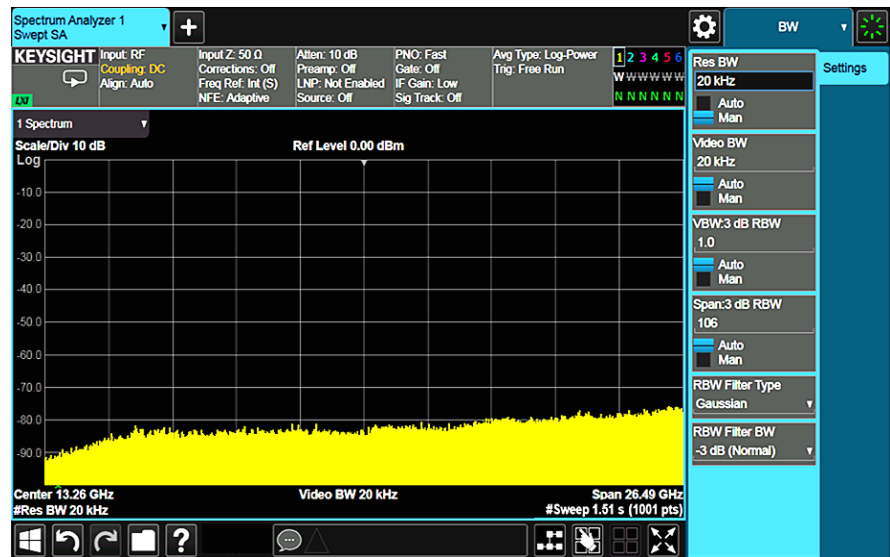 Spectrum Analyzer 1
Swept SA
+
BW
KEYSIGHT
LXI
Input: RF
Coupling: DC
Align: Auto
Input Z: 50 Ω
Corrections: Off
Freq Ref: Int (S)
NFE: Adaptive
Atten: 10 dB
Preamp: Off
LNP: Not Enabled
Source: Off
PNO: Fast
Gate: Off
IF Gain: Low
Sig Track: Off
Avg Type: Log-Power
Trig: Free Run
1 2 3 4 5 6
W W W W W W
N N N N N N
1 Spectrum
Scale/Div 10 dB
Ref Level 0.00 dBm
Log
-10.0
-20.0
-30.0
-40.0
-50.0
-60.0
-70.0
-80.0
-90.0
Center 13.26 GHz
#Res BW 20 kHz
Video BW 20 kHz
Span 26.49 GHz
#Sweep 1.51 s (1001 pts)
?
Res BW
20 kHz
Auto
Man
Video BW
20 kHz
Auto
Man
VBW:3 dB RBW
1.0
Auto
Man
Span:3 dB RBW
106
Auto
Man
RBW Filter Type
Gaussian
RBW Filter BW
-3 dB (Normal)
Settings